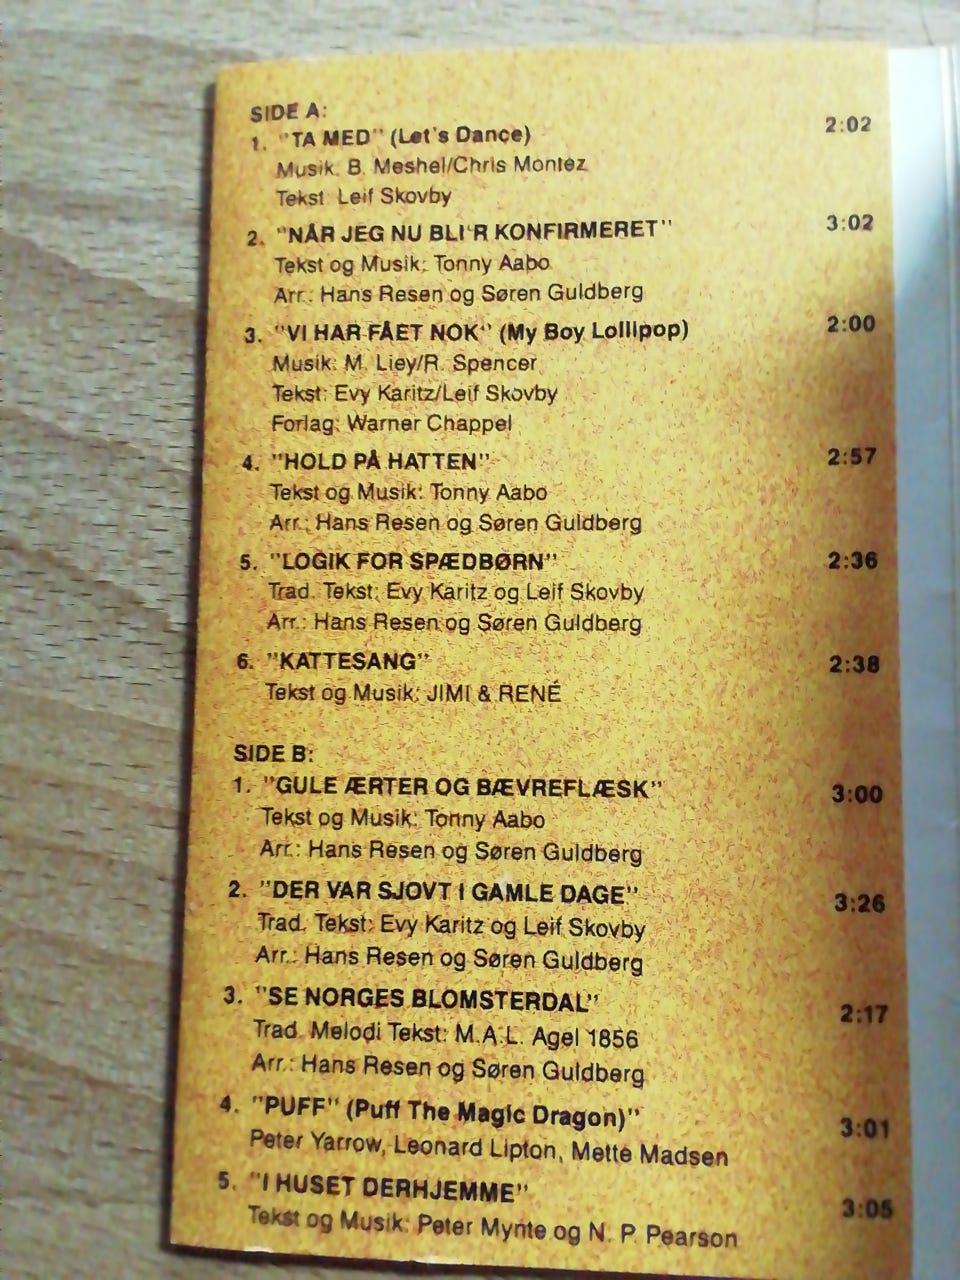 SIDE A:
1. "TA MED" (Let's Dance) 2:02
Musik: B. Meshel/Chris Montez
Tekst: Leif Skovby
2. "NÅR JEG NU BLI'R KONFIRMERET" 3:02
Tekst og Musik: Tonny Aabo
Arr.: Hans Resen og Søren Guldberg
3. "VI HAR FÅET NOK" (My Boy Lollipop) 2:00
Musik: M. Liey/R. Spencer
Tekst: Evy Karitz/Leif Skovby
Forlag: Warner Chappel
4. "HOLD PÅ HATTEN" 2:57
Tekst og Musik: Tonny Aabo
Arr.: Hans Resen og Søren Guldberg
5. "LOGIK FOR SPÆDBØRN" 2:36
Trad. Tekst: Evy Karitz og Leif Skovby
Arr.: Hans Resen og Søren Guldberg
6. "KATTESANG" 2:38
Tekst og Musik: JIMI & RENÉ
SIDE B:
1. "GULE ÆRTER OG BÆVREFLÆSK" 3:00
Tekst og Musik: Tonny Aabo
Arr.: Hans Resen og Søren Guldberg
2. "DER VAR SJOVT I GAMLE DAGE" 3:26
Trad. Tekst: Evy Karitz og Leif Skovby
Arr.: Hans Resen og Søren Guldberg
3. "SE NORGES BLOMSTERDAL" 2:17
Trad. Melodi Tekst: M.A.L. Agel 1856
Arr.: Hans Resen og Søren Guldberg
4. "PUFF" (Puff The Magic Dragon)" 3:01
Peter Yarrow, Leonard Lipton, Mette Madsen
5. "I HUSET DERHJEMME" 3:05
Tekst og Musik: Peter Mynte og N. P. Pearson